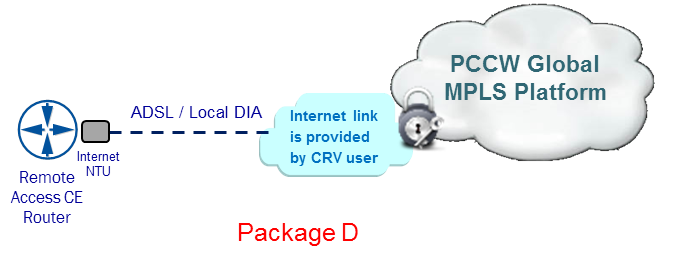 PCCW Global
MPLS Platform
ADSL / Local DIA
Internet link
is provided
by CRV user
Internet
NTU
Remote
Access CE
Router
Package D